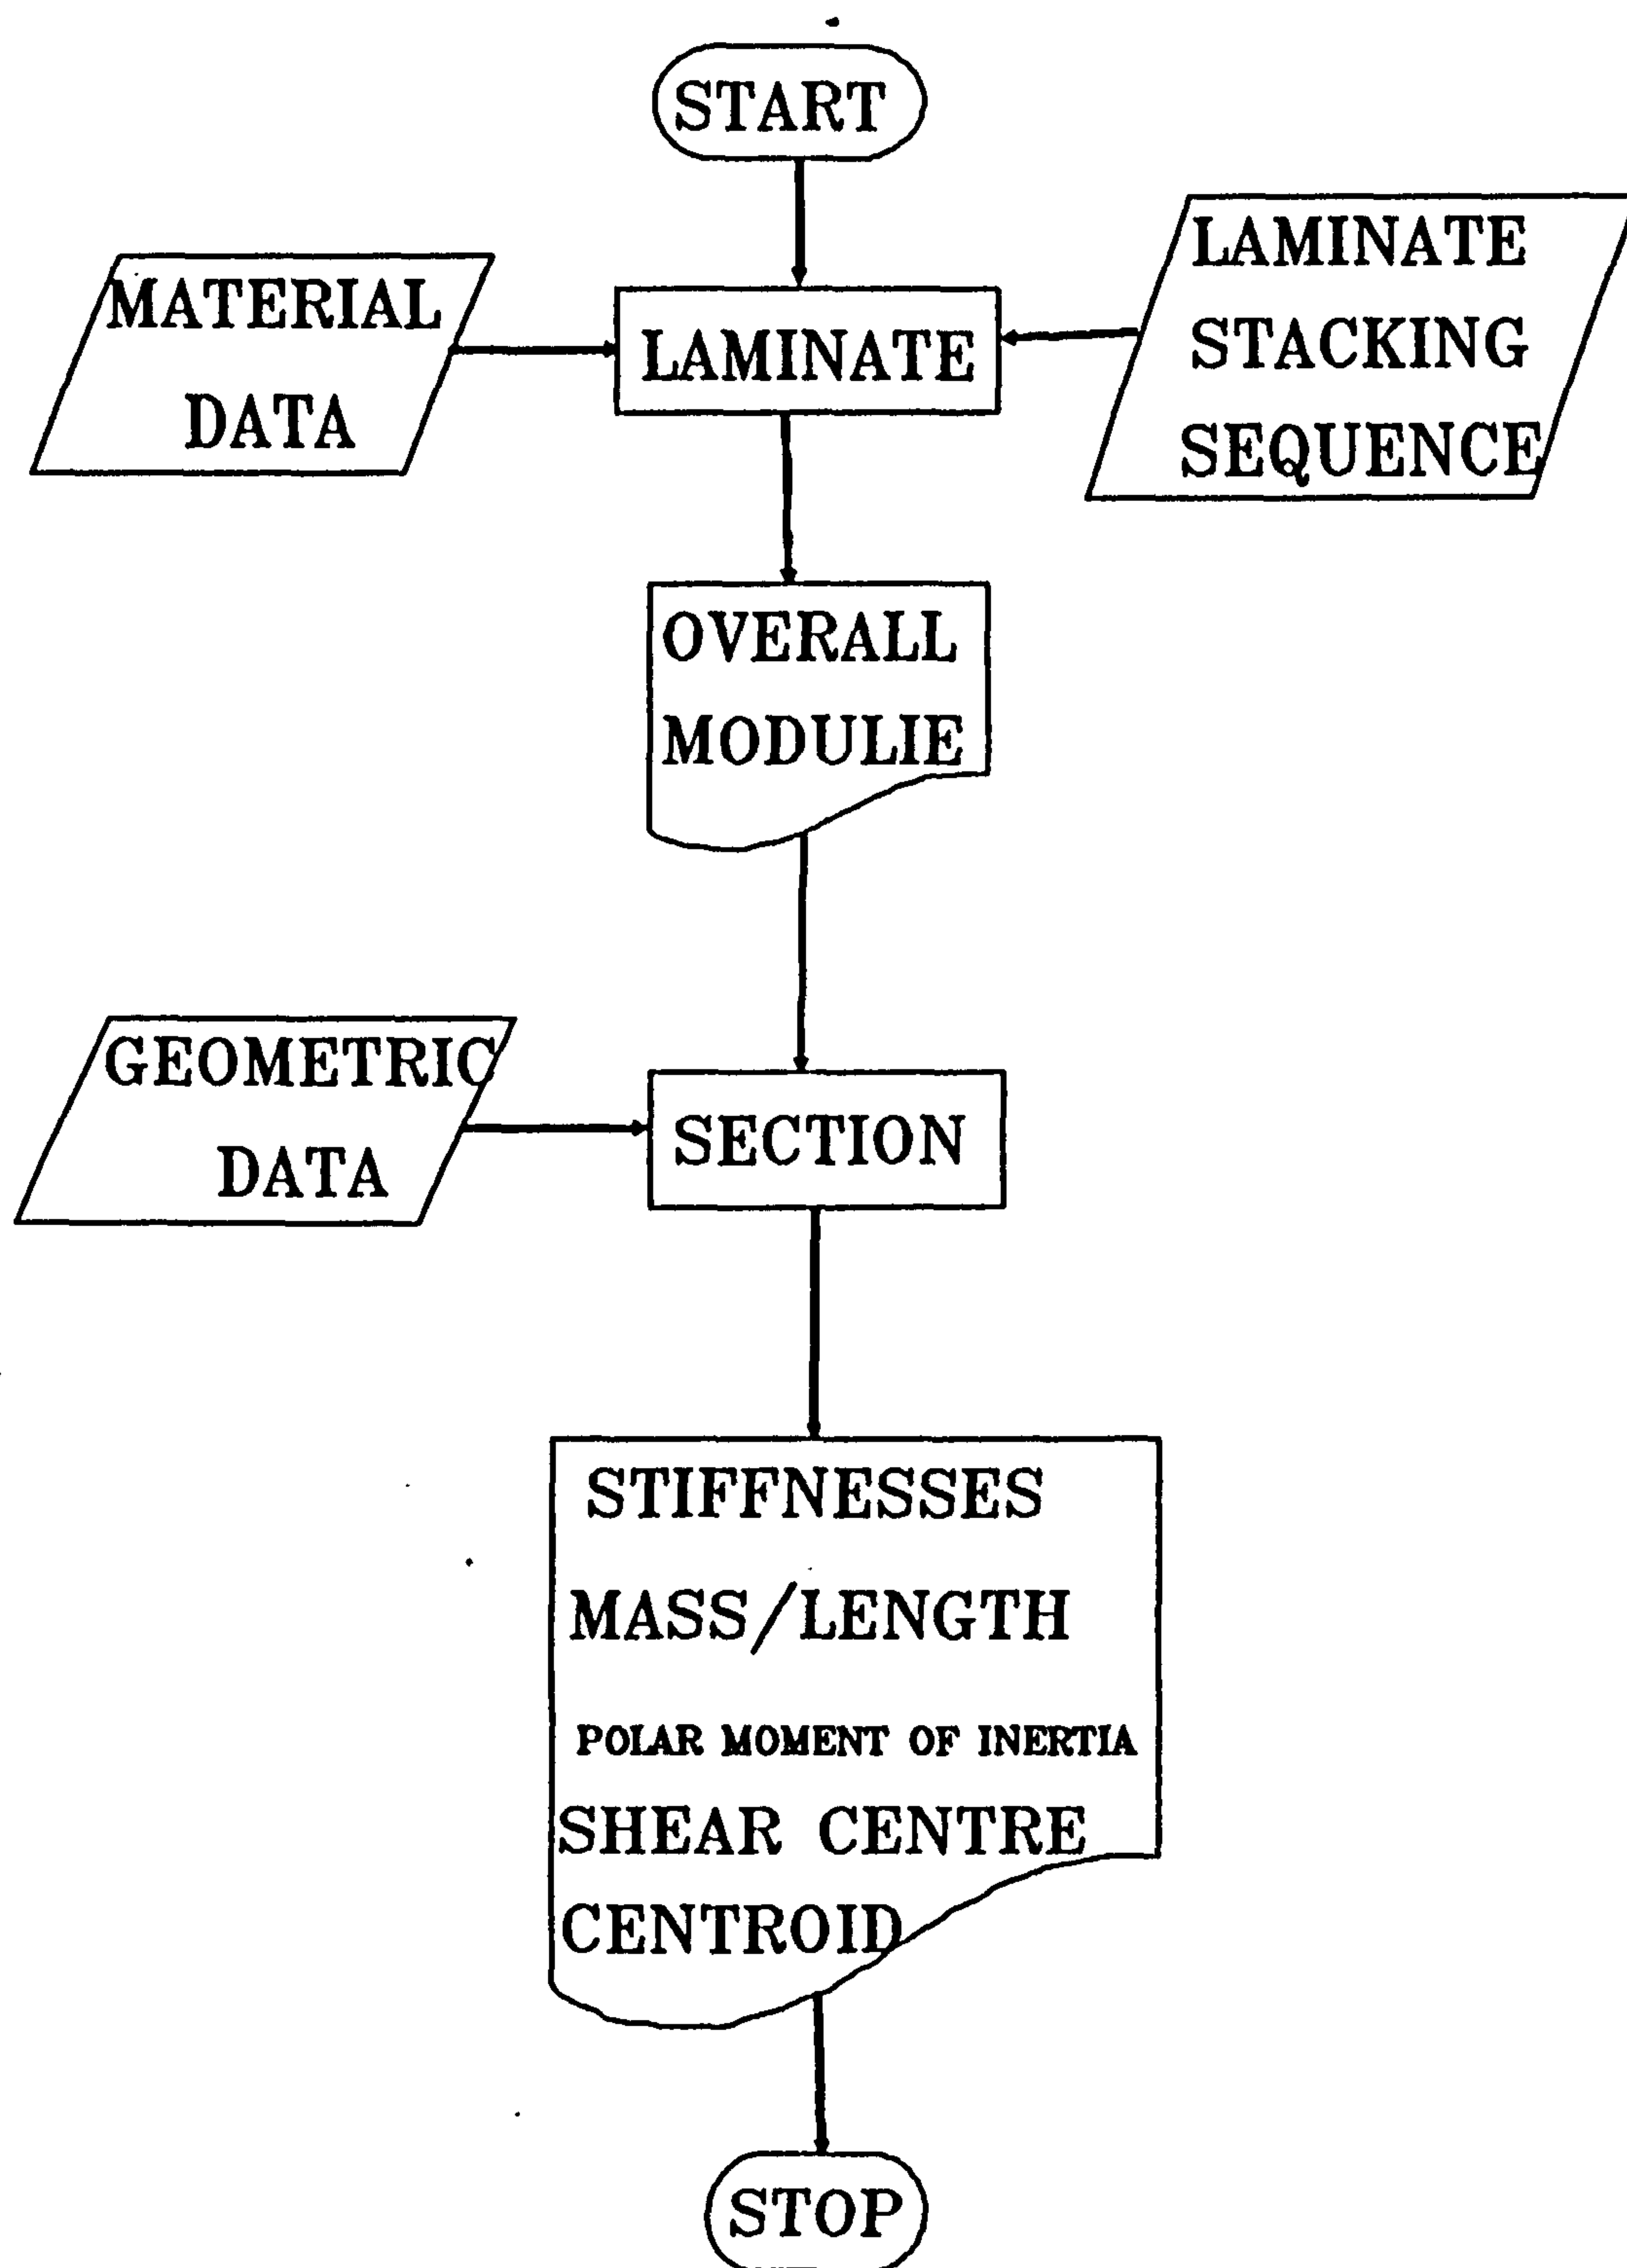 START
MATERIAL
DATA
LAMINATE
LAMINATE
STACKING
SEQUENCE
OVERALL
MODULIE
GEOMETRIC
DATA
SECTION
STIFFNESSES
MASS/LENGTH
POLAR MOMENT OF INERTIA
SHEAR CENTRE
CENTROID
STOP